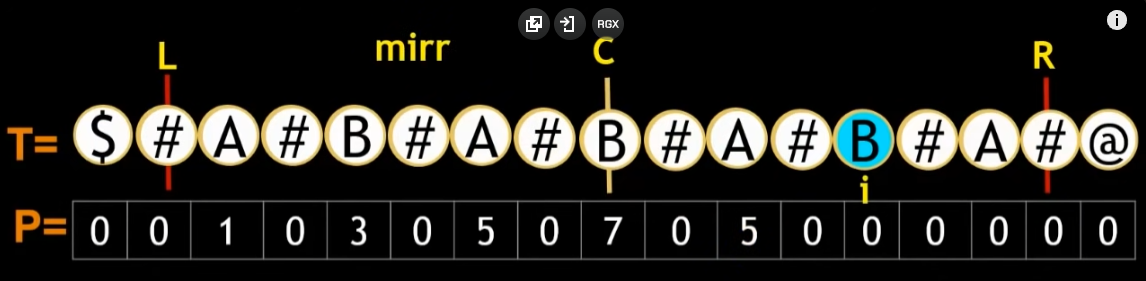 RGX
i
L mirr C R
T= $ # A # B # A # B # A # B # A # @
i
P= 0 0 1 0 3 0 5 0 7 0 5 0 0 0 0 0 0